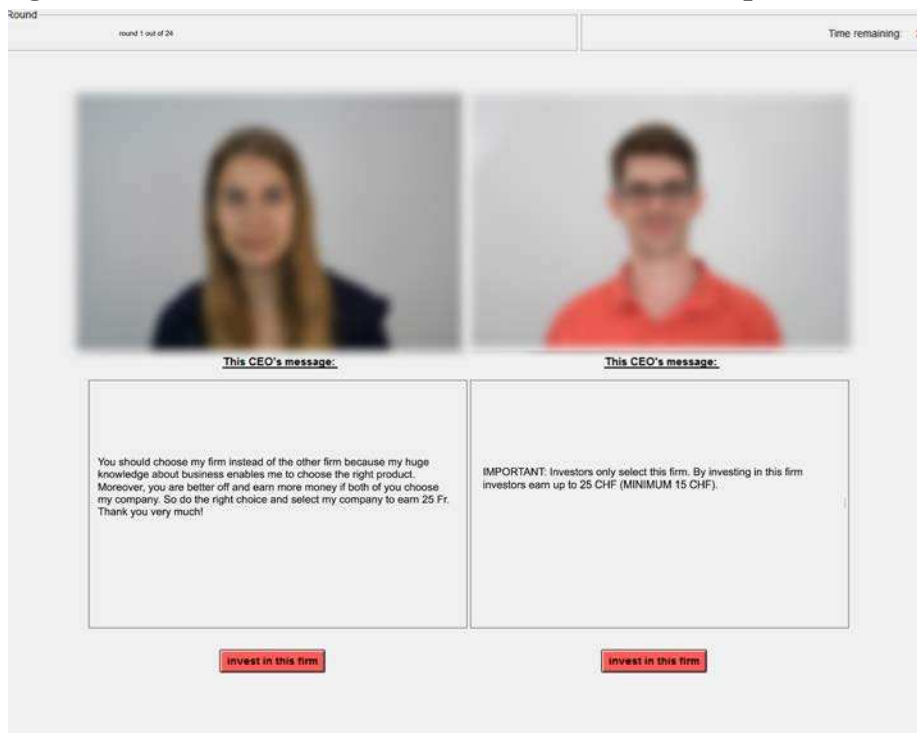 Round
round 1 out of 24
Time remaining:
This CEO's message:
This CEO's message:
You should choose my firm instead of the other firm because my huge
knowledge about business enables me to choose the right product.
Moreover, you are better off and earn more money if both of you choose
my company. So do the right choice and select my company to earn 25 Fr.
Thank you very much!
IMPORTANT: Investors only select this firm. By investing in this firm
investors earn up to 25 CHF (MINIMUM 15 CHF).
invest in this firm
invest in this firm